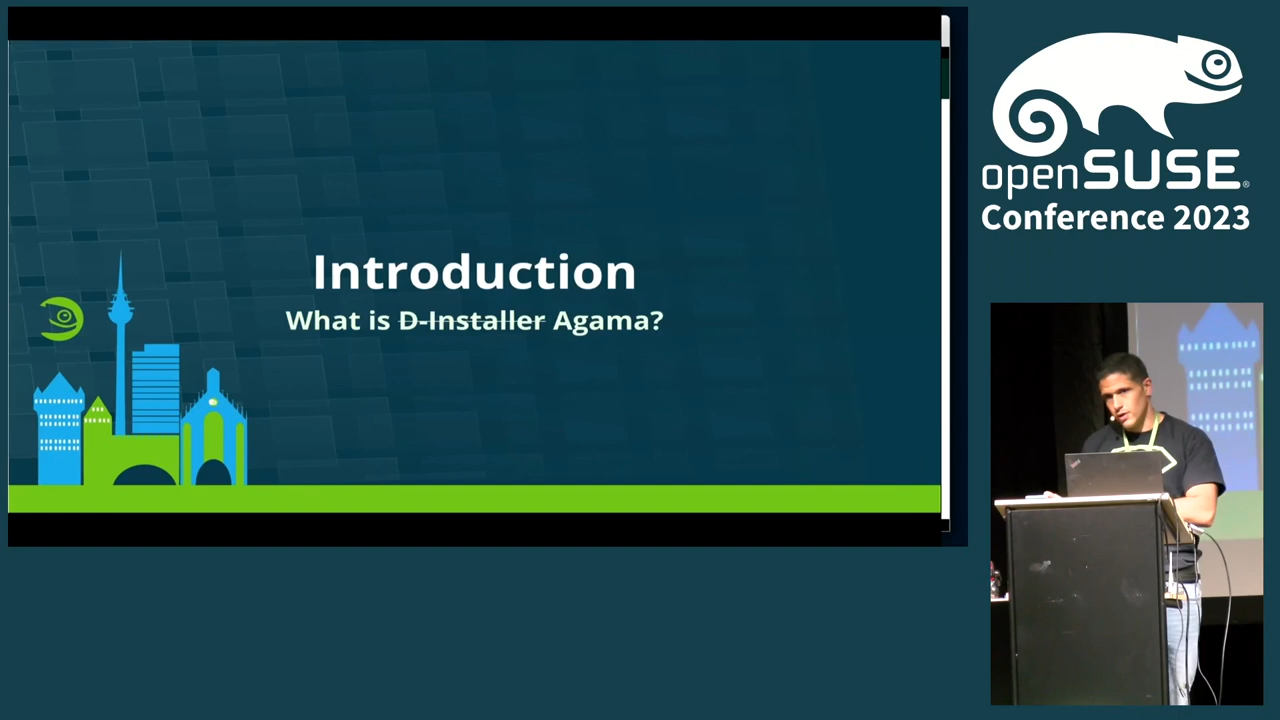 Introduction
What is D-Installer Agama?
openSUSE®
Conference 2023